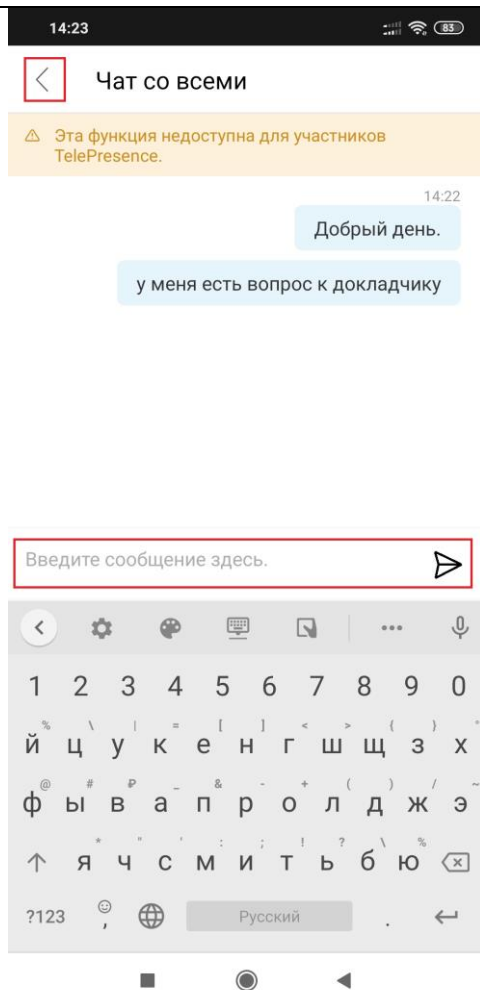 14:23 83
Чат со всеми
Эта функция недоступна для участников
TelePresence.
14:22
Добрый день.
у меня есть вопрос к докладчику
Введите сообщение здесь.
1 2 3 4 5 6 7 8 9 0
% \ | = [ ] < > { } °
й ц у к е н г ш щ з х
@ # ₽ _ & - + ( ) / ~
ф ы в а п р о л д ж э
* " ' : ; ! ? \ %
я ч с м и т ь б ю
?123 , Русский .